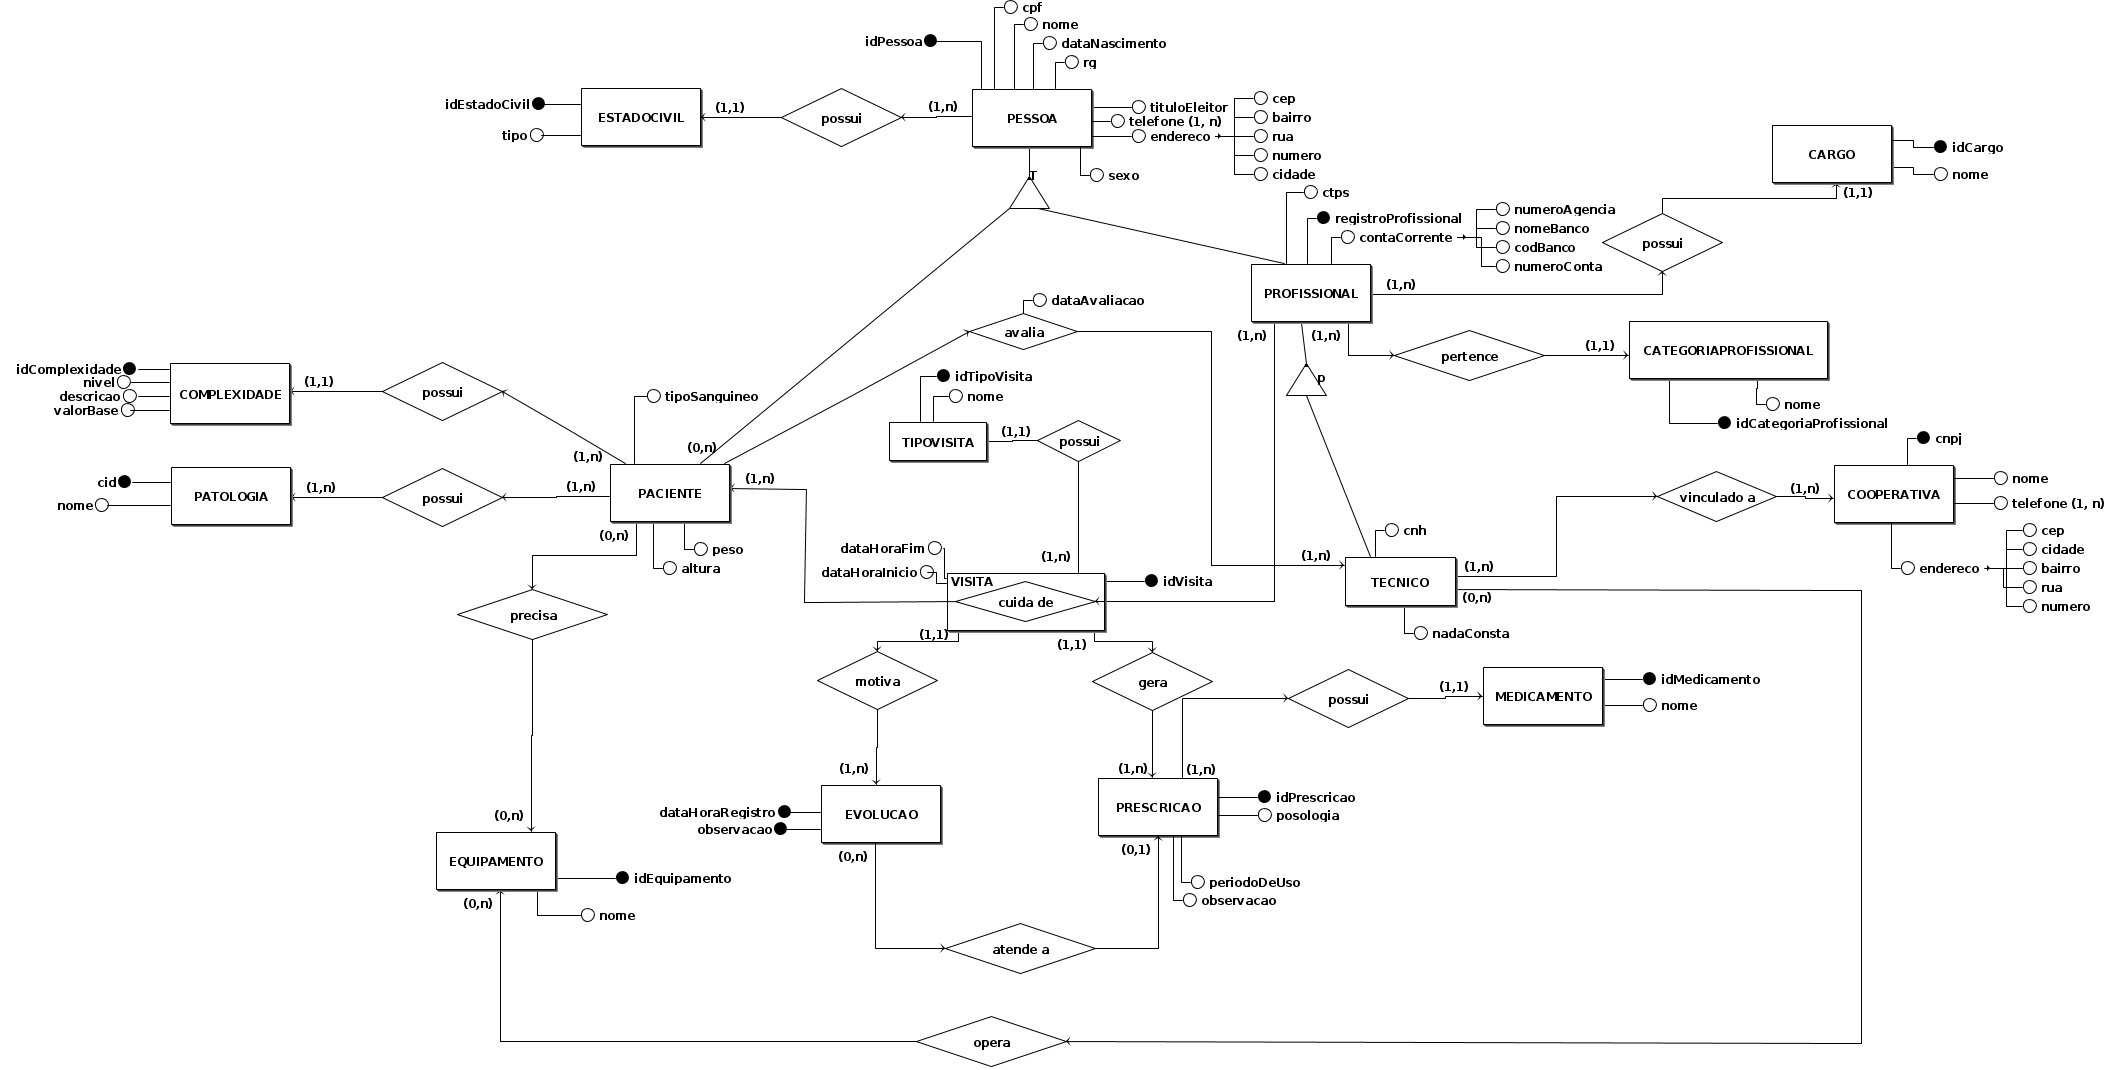 cpf
nome
idPessoa
dataNascimento
rg
idEstadoCivil
tipo
ESTADOCIVIL
(1,1)
possui
(1,n)
PESSOA
tituloEleitor
telefone (1, n)
endereco
cep
bairro
rua
numero
cidade
sexo
T
CARGO
idCargo
nome
(1,1)
possui
ctps
registroProfissional
contaCorrente
numeroAgencia
nomeBanco
codBanco
numeroConta
PROFISSIONAL
(1,n)
(1,n)
(1,n)
p
pertence
(1,1)
CATEGORIAPROFISSIONAL
nome
idCategoriaProfissional
dataAvaliacao
avalia
idComplexidade
nivel
descricao
valorBase
COMPLEXIDADE
(1,1)
possui
(1,n)
tipoSanguineo
(0,n)
idTipoVisita
nome
TIPOVISITA
(1,1)
possui
(1,n)
cid
nome
PATOLOGIA
(1,n)
possui
(1,n)
PACIENTE
(1,n)
(0,n)
peso
altura
cnpj
COOPERATIVA
nome
telefone (1, n)
endereco
cep
cidade
bairro
rua
numero
(1,n)
vinculado a
(1,n)
(0,n)
cnh
(1,n)
TECNICO
nadaConsta
dataHoraFim
dataHoraInicio
VISITA
cuida de
idVisita
(1,1)
(1,1)
precisa
motiva
gera
possui
(1,1)
MEDICAMENTO
idMedicamento
nome
(1,n)
(1,n)
(1,n)
dataHoraRegistro
observacao
EVOLUCAO
(0,n)
PRESCRICAO
idPrescricao
posologia
(0,1)
periodoDeUso
observacao
(0,n)
EQUIPAMENTO
idEquipamento
(0,n)
nome
atende a
opera